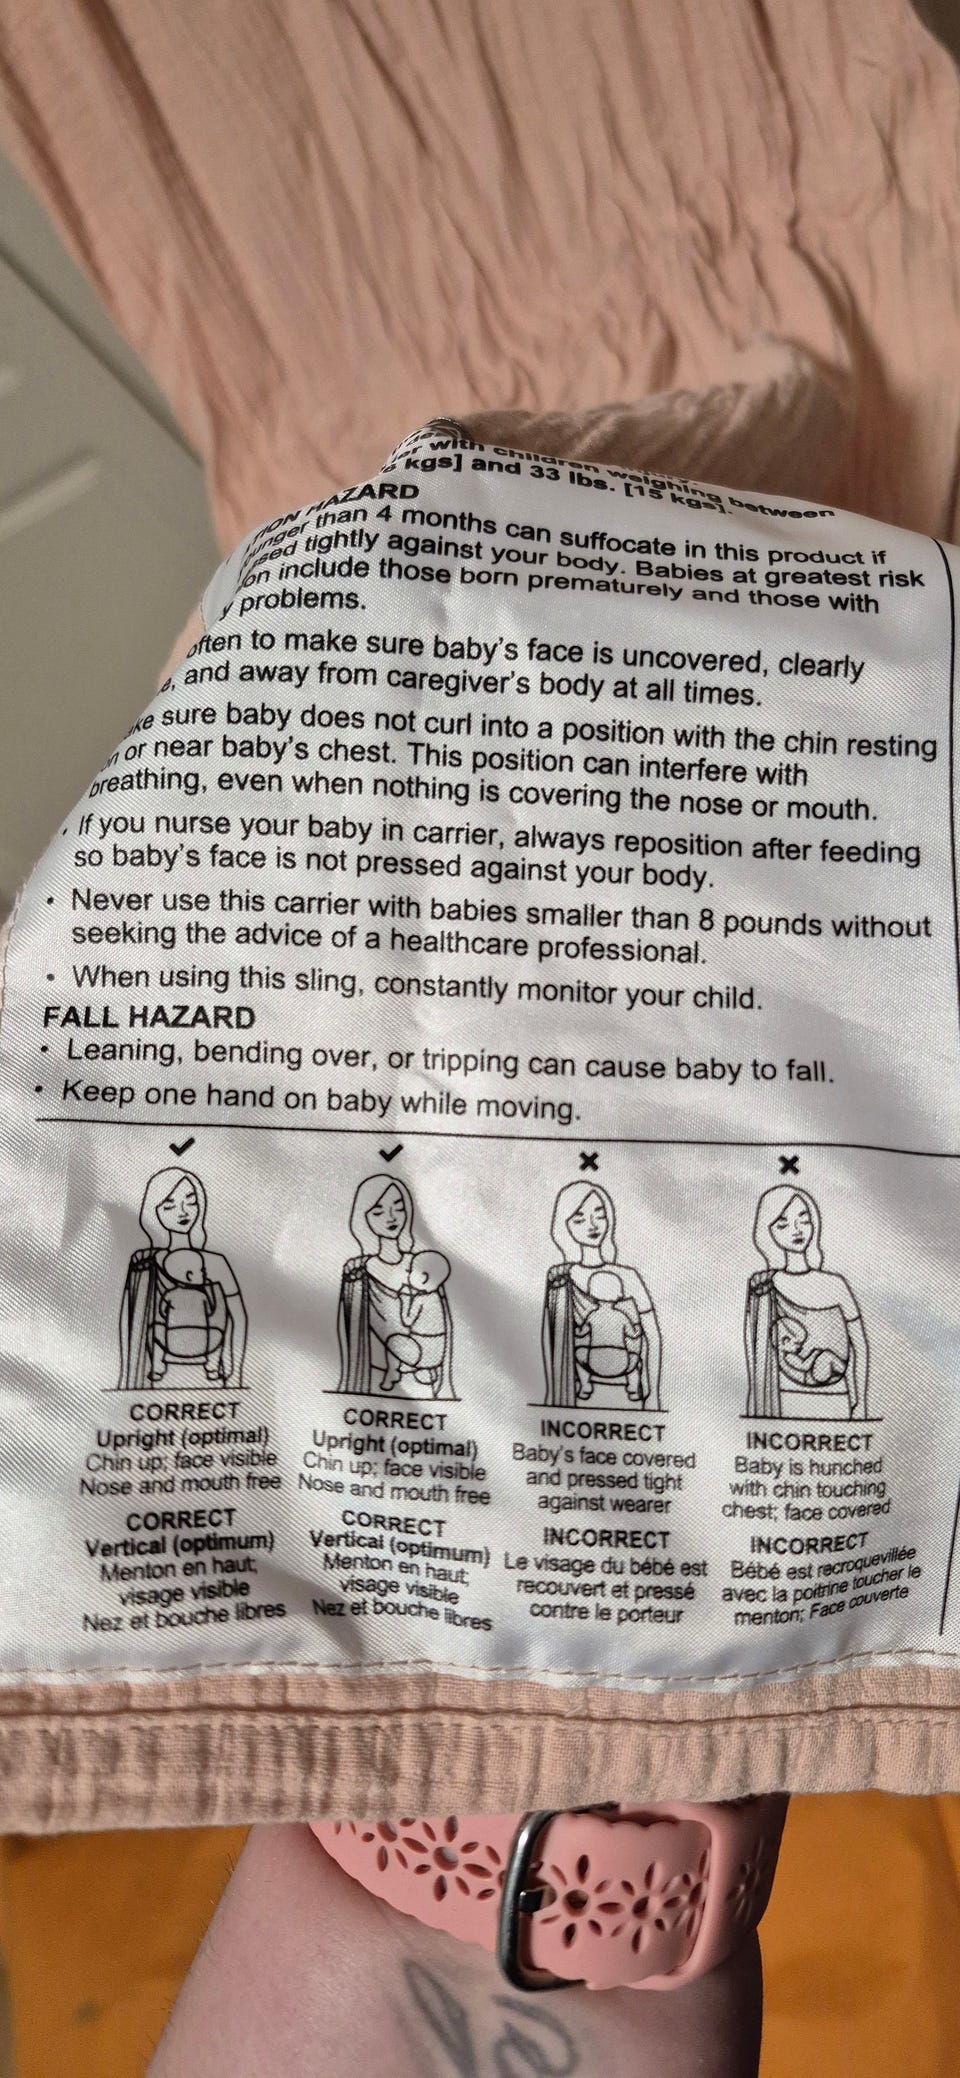 with children weighing between
kgs] and 33 lbs. [15 kgs].
HAZARD
than 4 months can suffocate in this product if
tightly against your body. Babies at greatest risk
include those born prematurely and those with
problems.
often to make sure baby's face is uncovered, clearly
and away from caregiver's body at all times.
sure baby does not curl into a position with the chin resting
or near baby's chest. This position can interfere with
breathing, even when nothing is covering the nose or mouth.
• If you nurse your baby in carrier, always reposition after feeding
so baby's face is not pressed against your body.
• Never use this carrier with babies smaller than 8 pounds without
seeking the advice of a healthcare professional.
• When using this sling, constantly monitor your child.
FALL HAZARD
• Leaning, bending over, or tripping can cause baby to fall.
• Keep one hand on baby while moving.
CORRECT
Upright (optimal)
Chin up; face visible
Nose and mouth free
CORRECT
Vertical (optimum)
Menton en haut;
visage visible
Nez et bouche libres
CORRECT
Upright (optimal)
Chin up; face visible
Nose and mouth free
CORRECT
Vertical (optimum)
Menton en haut;
visage visible
Nez et bouche libres
INCORRECT
Baby's face covered
and pressed tight
against wearer
INCORRECT
Le visage du bébé est
recouvert et pressé
contre le porteur
INCORRECT
Baby is hunched
with chin touching
chest; face covered
INCORRECT
Bébé est recroquevillée
avec la poitrine toucher le
menton; Face couverte